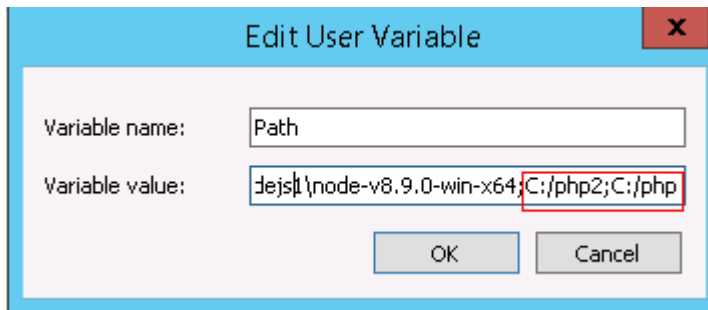 Edit User Variable
x
Variable name: Path
Variable value: dejs1\node-v8.9.0-win-x64;C:/php2;C:/php
OK Cancel